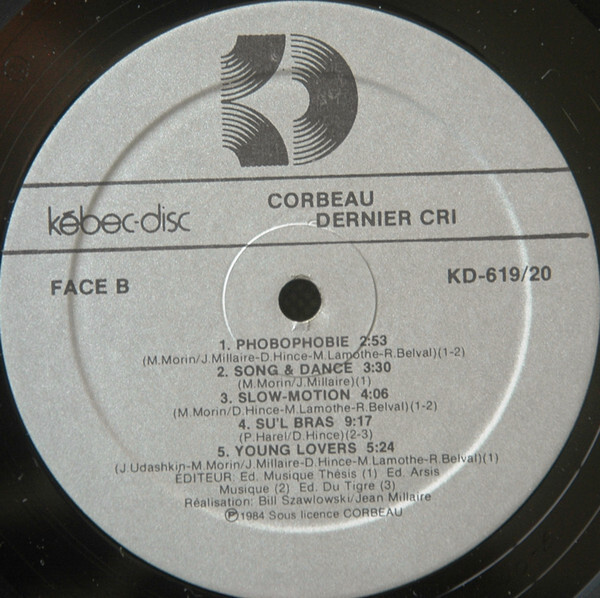 kébec-disc
CORBEAU
DERNIER CRI
FACE B
KD-619/20
1. PHOBOPHOBIE 2:53
(M.Morin/J.Millaire-D.Hince-M.Lamothe-R.Belval)(1-2)
2. SONG & DANCE 3:30
(M.Morin/J.Millaire)(1)
3. SLOW-MOTION 4:06
(M.Morin/D.Hince-M.Lamothe-R.Belval)(1-2)
4. SU'L BRAS 9:17
(P.Harel/D.Hince)(2-3)
5. YOUNG LOVERS 5:24
(J.Udashkin-M.Morin/J.Millaire-D.Hince-M.Lamothe-R.Belval)(1)
ÉDITEUR: Ed. Musique Thésis (1) Ed. Arsis
Musique (2) Ed. Du Tigre (3)
Réalisation: Bill Szawlowski/Jean Millaire
Ⓟ1984 Sous licence CORBEAU